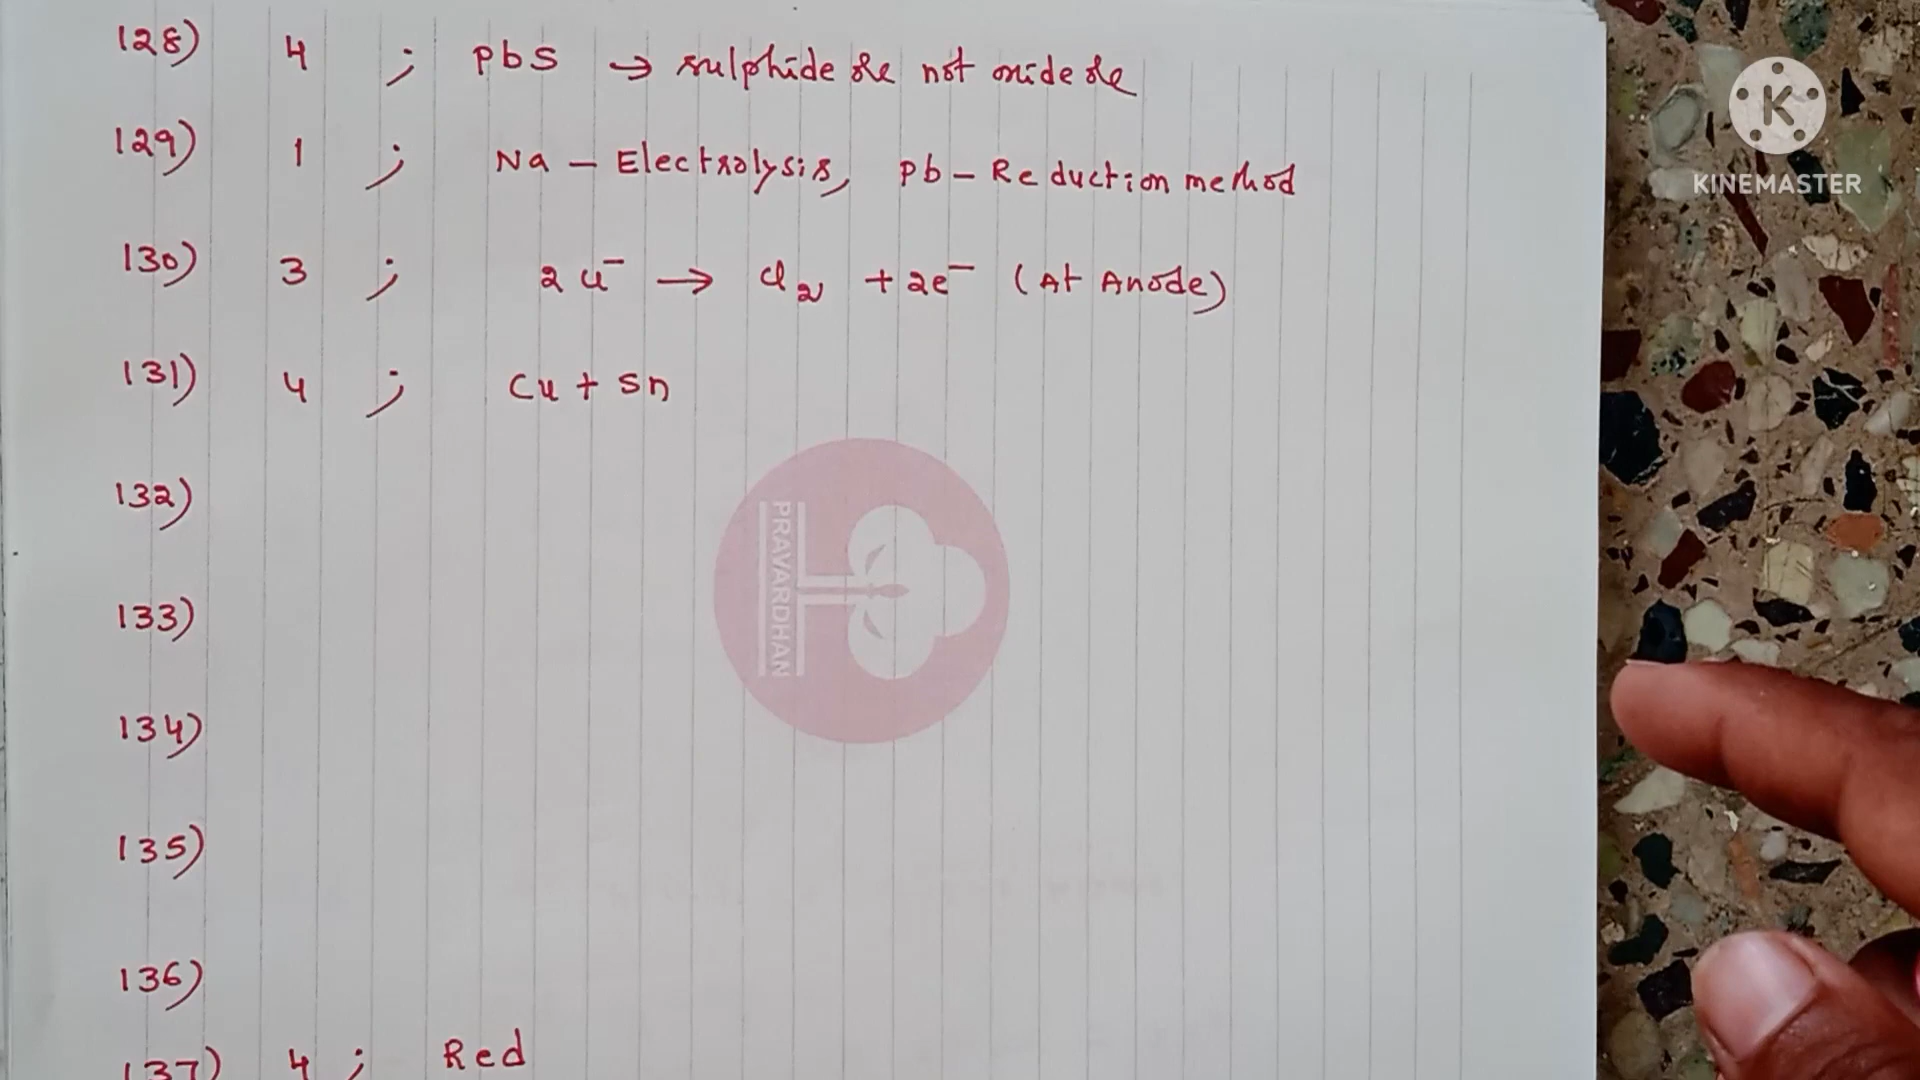 128) 4 ; PbS → sulphide ore not oxide ore
129) 1 ; Na - Electrolysis, Pb - Reduction method
130) 3 ; 2Cl⁻ → Cl₂ + 2e⁻ (At Anode)
131) 4 ; Cu + Sn
132)
133)
134)
135)
136)
137) 4 ; Red
KINEMASTER
PRAVARDHAN